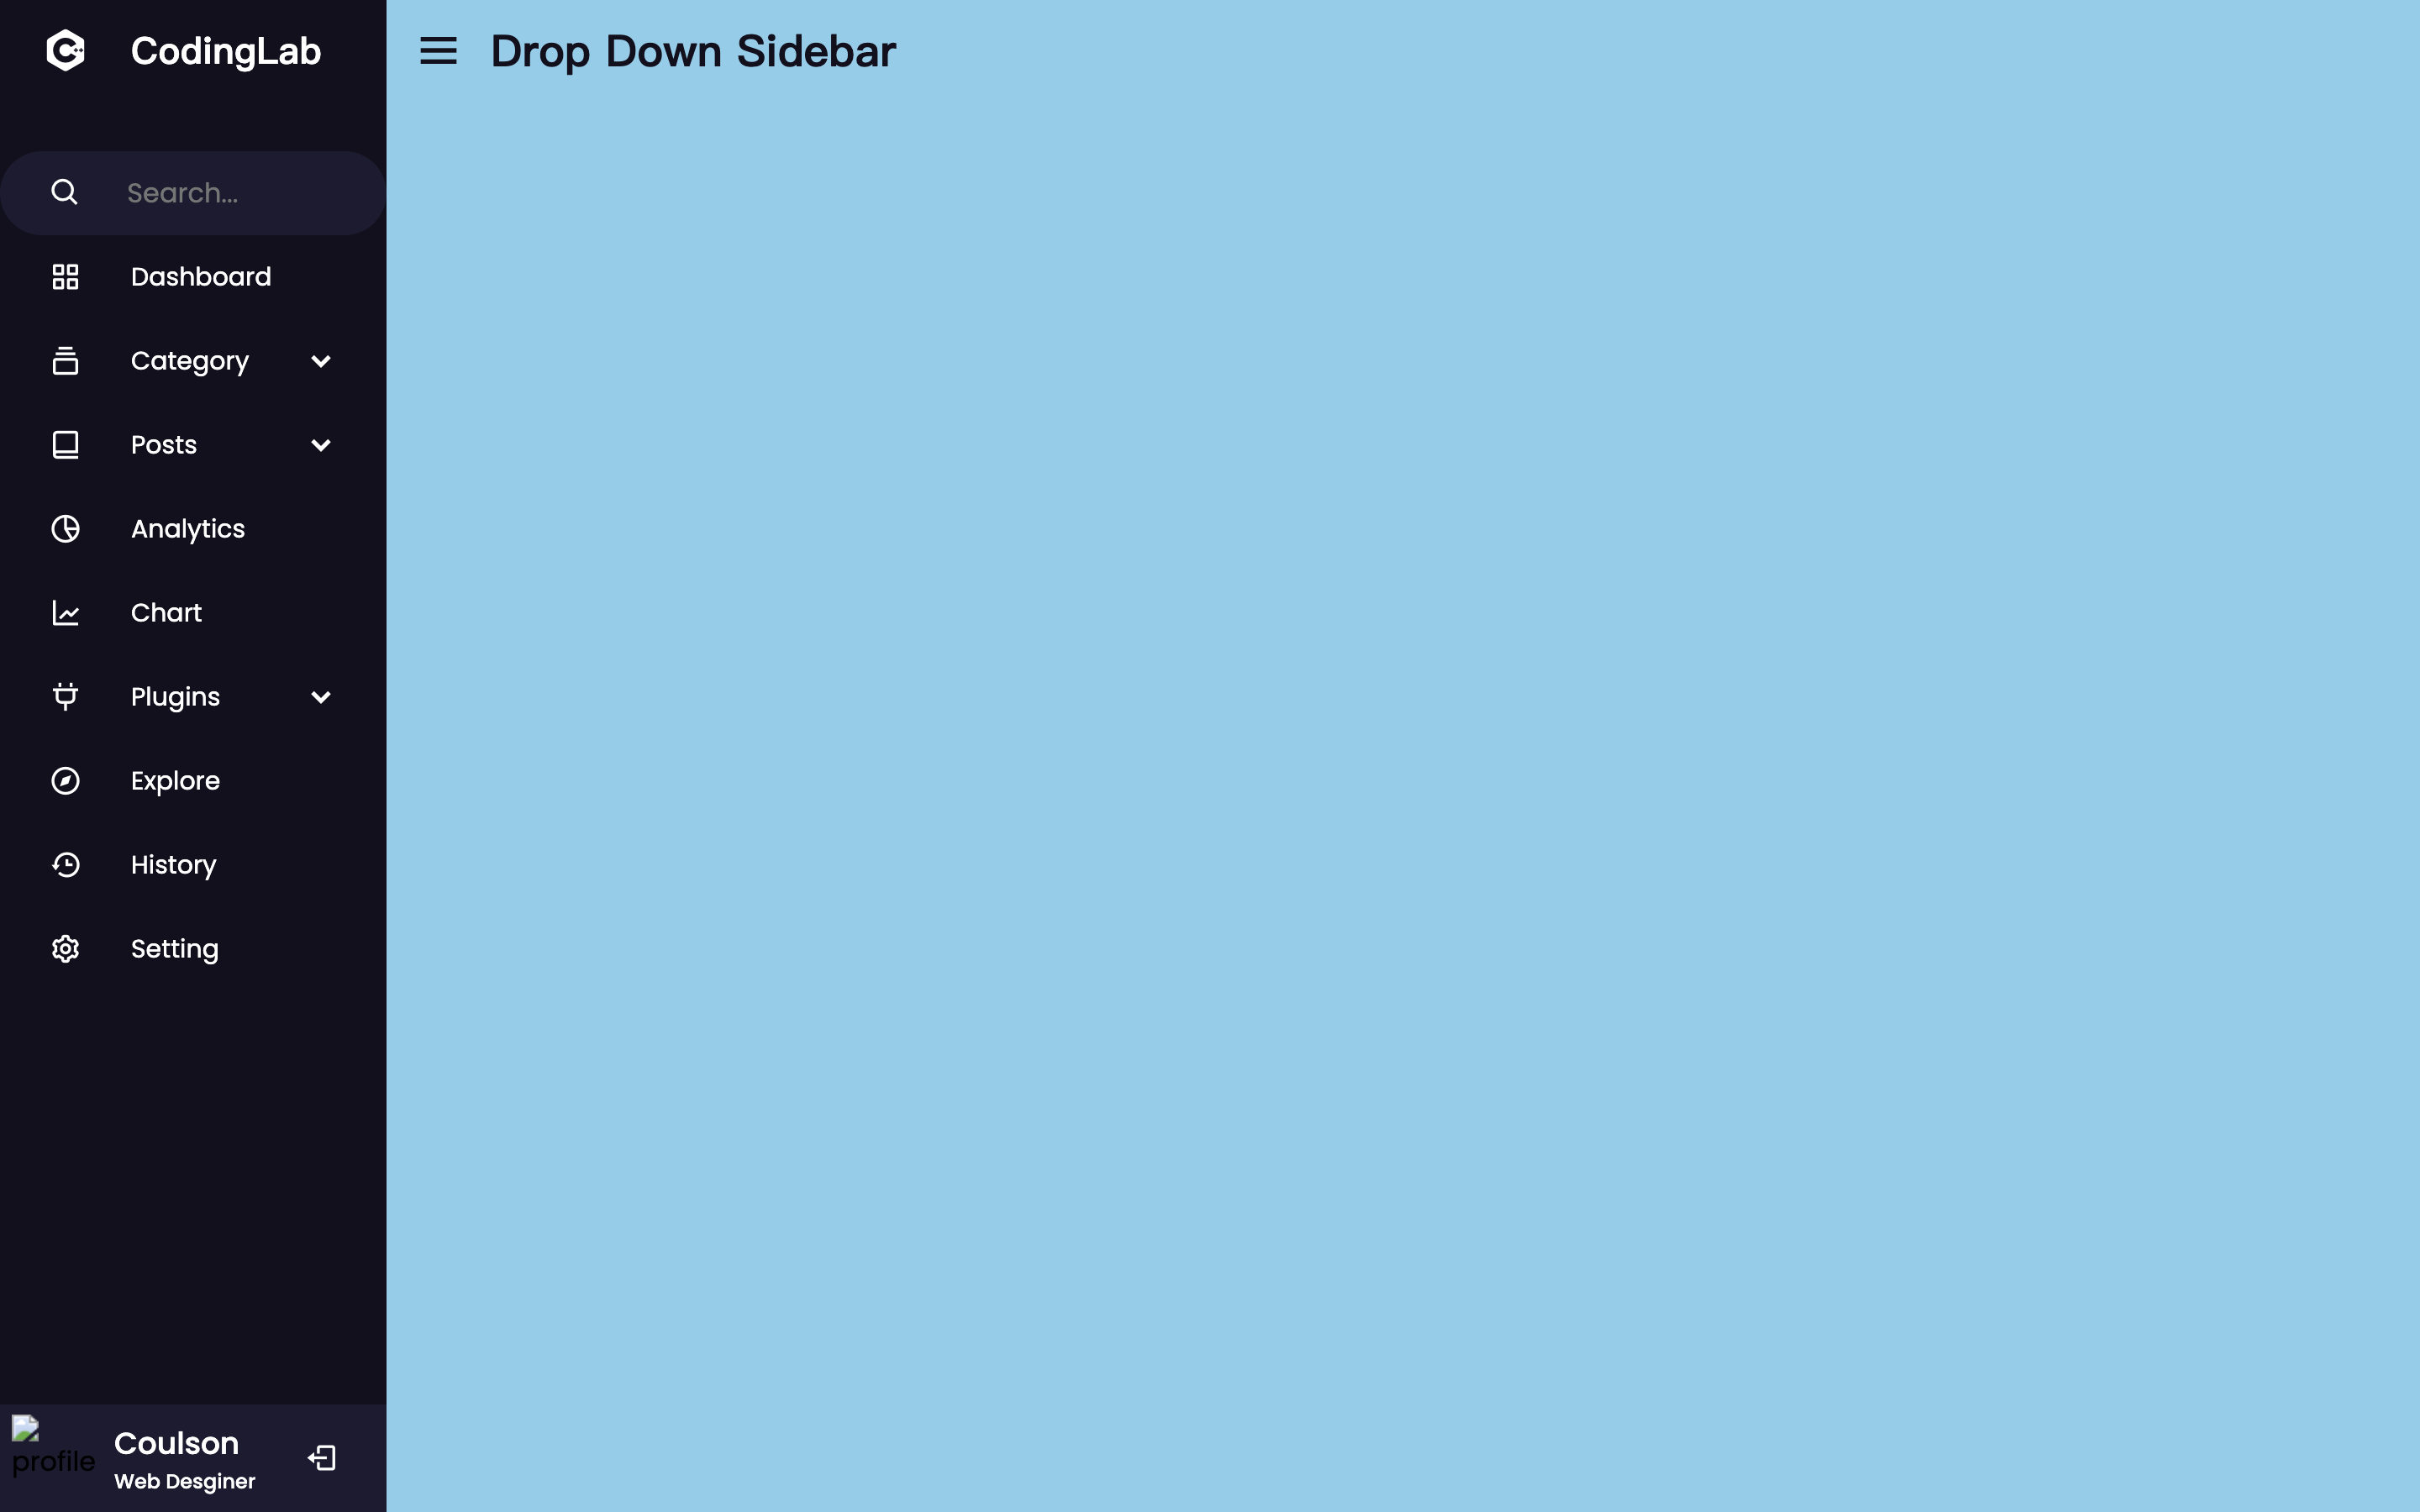 CodingLab
Drop Down Sidebar
Search...
Dashboard
Category
Posts
Analytics
Chart
Plugins
Explore
History
Setting
profile
Coulson
Web Desginer